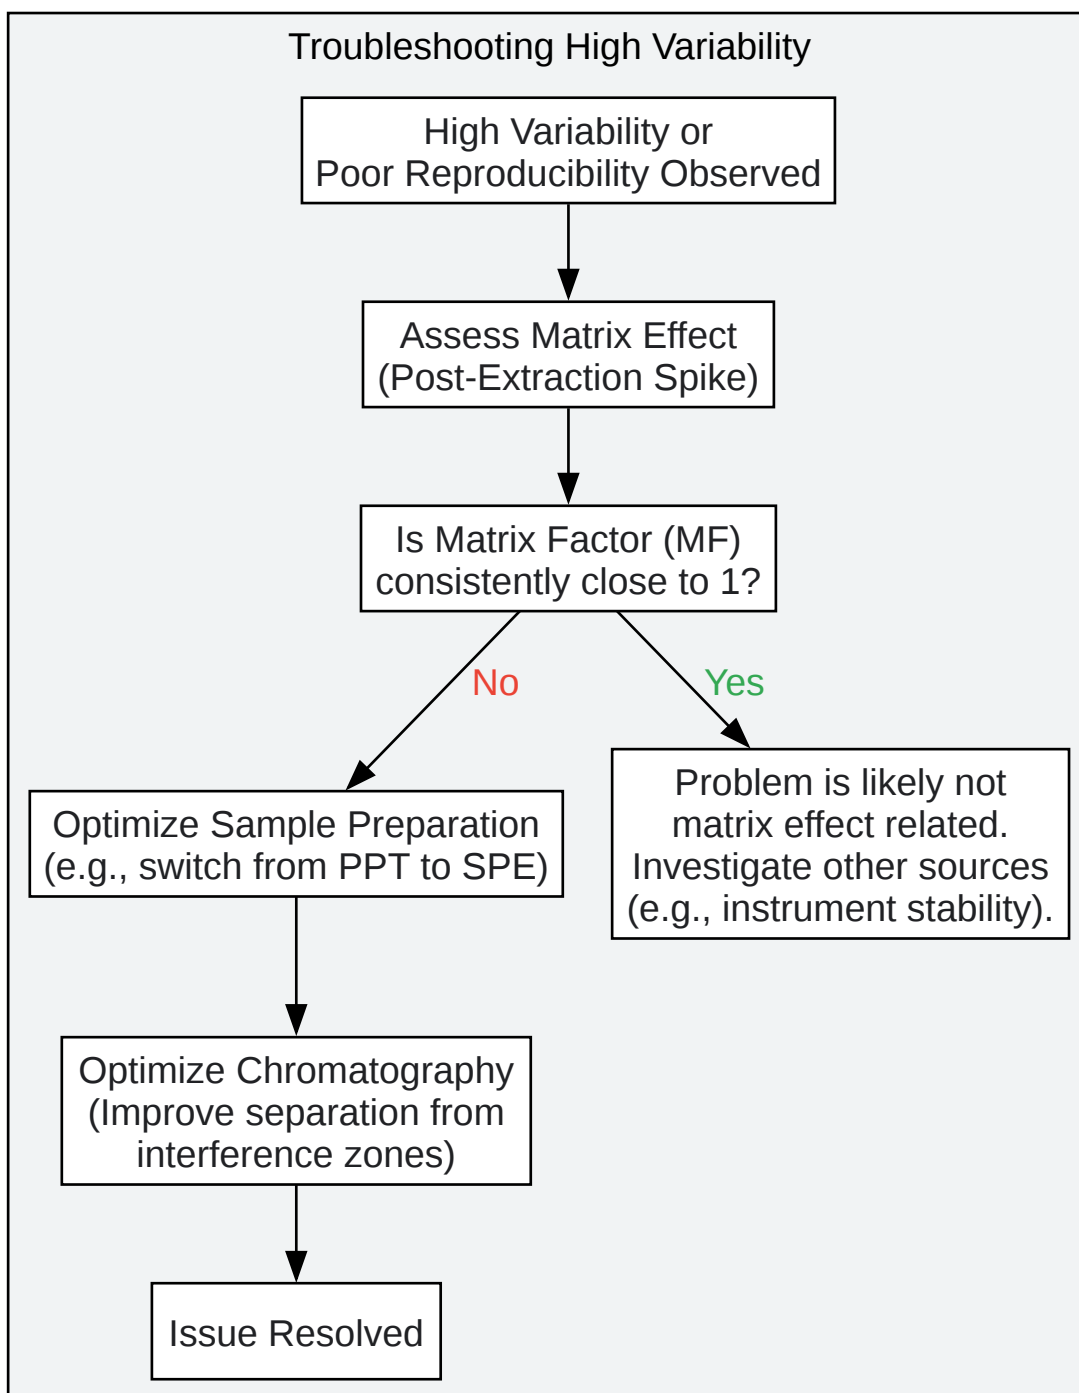 Troubleshooting High Variability
High Variability or
Poor Reproducibility Observed
Assess Matrix Effect
(Post-Extraction Spike)
Is Matrix Factor (MF)
consistently close to 1?
No
Yes
Optimize Sample Preparation
(e.g., switch from PPT to SPE)
Problem is likely not
matrix effect related.
Investigate other sources
(e.g., instrument stability).
Optimize Chromatography
(Improve separation from
interference zones)
Issue Resolved